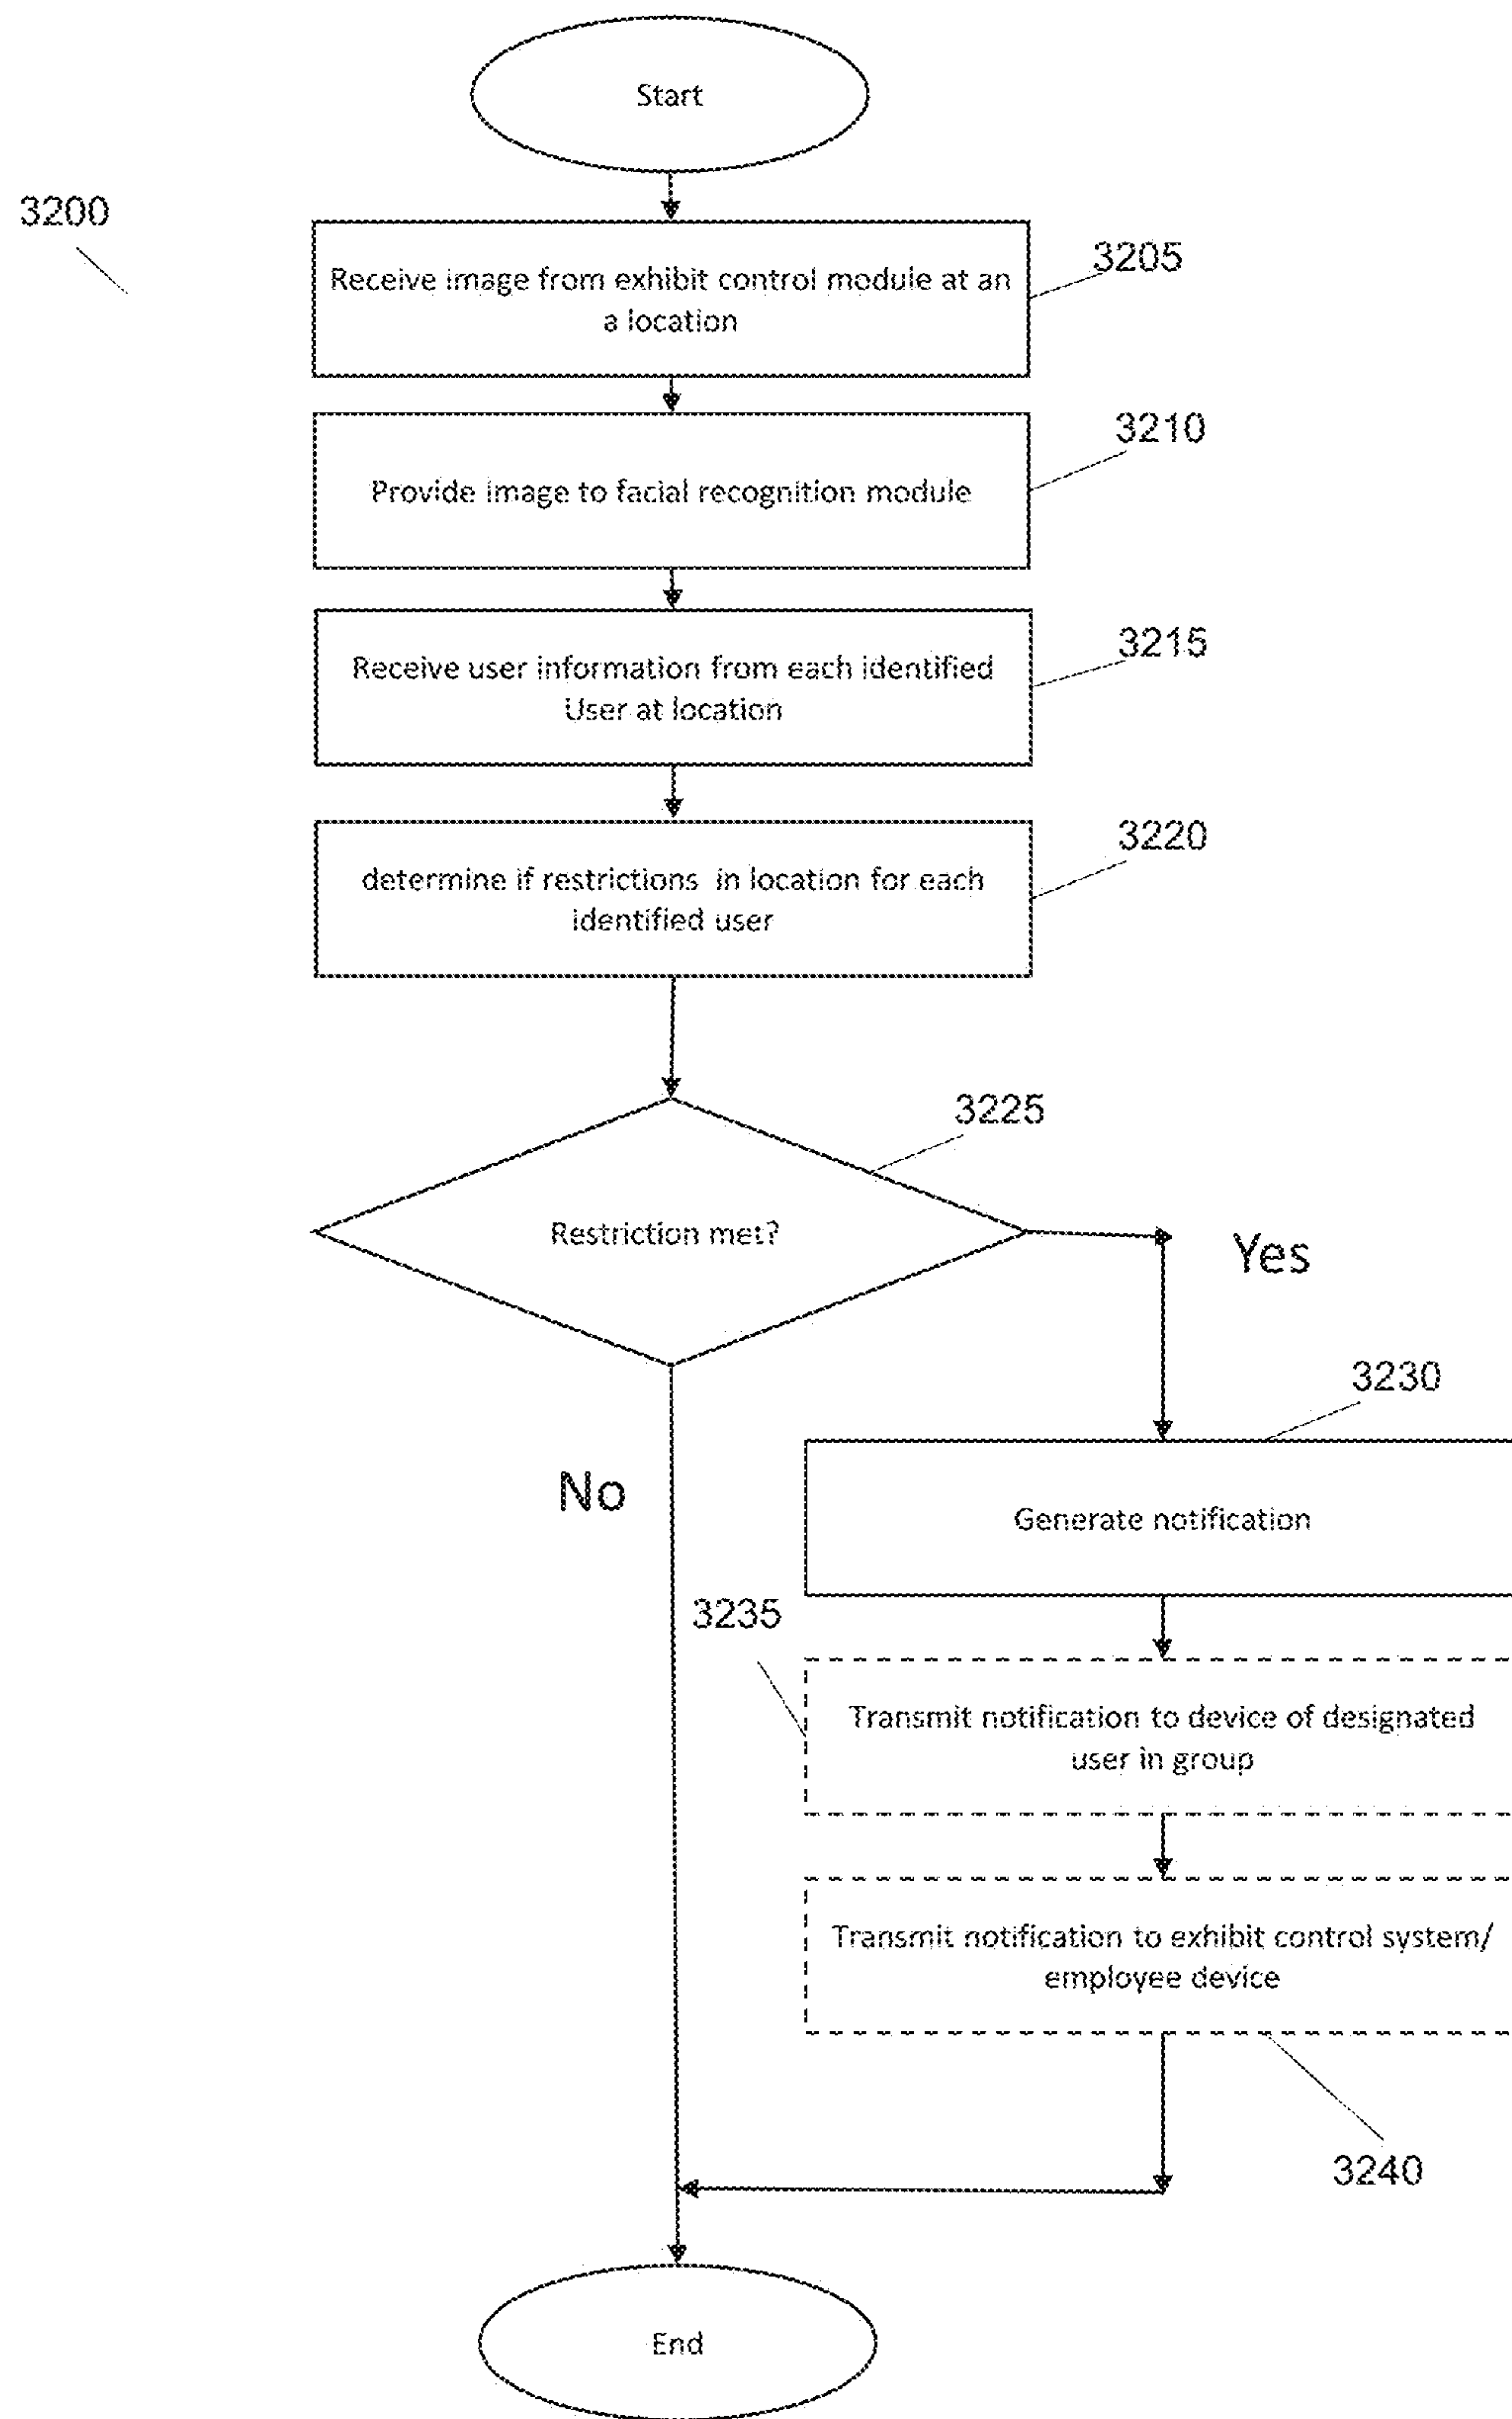 Start
3200
3205
Receive image from exhibit control module at an
a location
3210
Provide image to facial recognition module
3215
Receive user information from each identified
User at location
3220
determine if restrictions in location for each
identified user
3225
Restriction met?
Yes
3230
No
Generate notification
3235
Transmit notification to device of designated
user in group
Transmit notification to exhibit control system/
employee device
3240
End